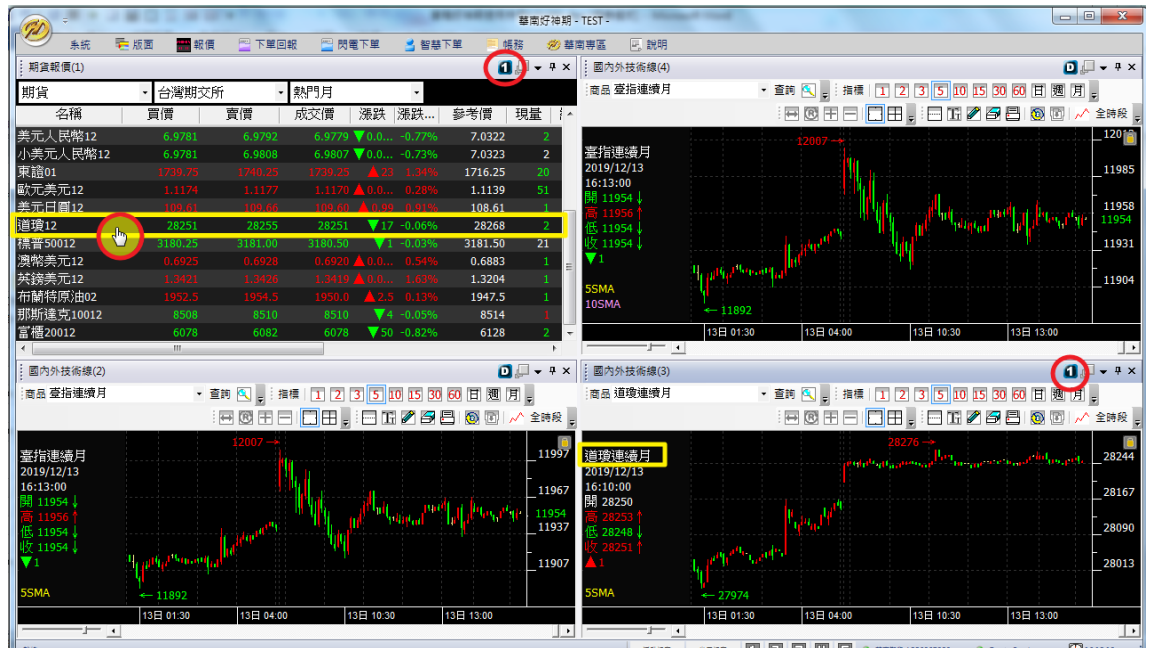 華南好神期 - TEST -
系統 版面 報價 下單回報 閃電下單 智慧下單 帳務 華南專區 說明
期貨報價(1) 1
期貨 台灣期交所 熱門月
名稱 買價 賣價 成交價 漲跌 漲跌... 參考價 現量
美元人民幣12 6.9781 6.9792 6.9779 ▼0.0... -0.77% 7.0322 2
小美元人民幣12 6.9781 6.9808 6.9807 ▼0.0... -0.73% 7.0323 2
東證01 1739.75 1740.25 1739.25 ▲23 1.34% 1716.25 20
歐元美元12 1.1174 1.1177 1.1170 ▲0.0... 0.28% 1.1139 51
美元日圓12 109.61 109.66 109.60 ▲0.99 0.91% 108.61 1
道瓊12 28251 28255 28251 ▼17 -0.06% 28268 2
標普50012 3180.25 3181.00 3180.50 ▼1 -0.03% 3181.50 21
澳幣美元12 0.6925 0.6928 0.6920 ▲0.0... 0.54% 0.6883 1
英鎊美元12 1.3421 1.3426 1.3419 ▲0.0... 1.63% 1.3204 1
布蘭特原油02 1952.5 1954.5 1950.0 ▲2.5 0.13% 1947.5 1
那斯達克10012 8508 8510 8510 ▼4 -0.05% 8514 1
富櫃20012 6078 6082 6078 ▼50 -0.82% 6128 2
國內外技術線(4) D
商品 臺指連續月 查詢 指標 1 2 3 5 10 15 30 60 日 週 月
全時段
臺指連續月
2019/12/13
16:13:00
開 11954↓
高 11956↑
低 11954↓
收 11954↓
▼1
5SMA
10SMA
12007→
←11892
11985
11958
11954
11931
11904
13日 01:30 13日 04:00 13日 10:30 13日 13:00
國內外技術線(2) D
商品 臺指連續月 查詢 指標 1 2 3 5 10 15 30 60 日 週 月
全時段
臺指連續月
2019/12/13
16:13:00
開 11954↓
高 11956↑
低 11954↓
收 11954↓
▼1
5SMA
12007→
←11892
11997
11967
11954
11937
11907
13日 01:30 13日 04:00 13日 10:30 13日 13:00
國內外技術線(3) 1
商品 道瓊連續月 查詢 指標 1 2 3 5 10 15 30 60 日 週 月
全時段
道瓊連續月
2019/12/13
16:10:00
開 28250
高 28253↑
低 28248↓
收 28251↑
▲1
5SMA
28276→
←27974
28244
28167
28090
28013
13日 01:30 13日 04:00 13日 10:30 13日 13:00